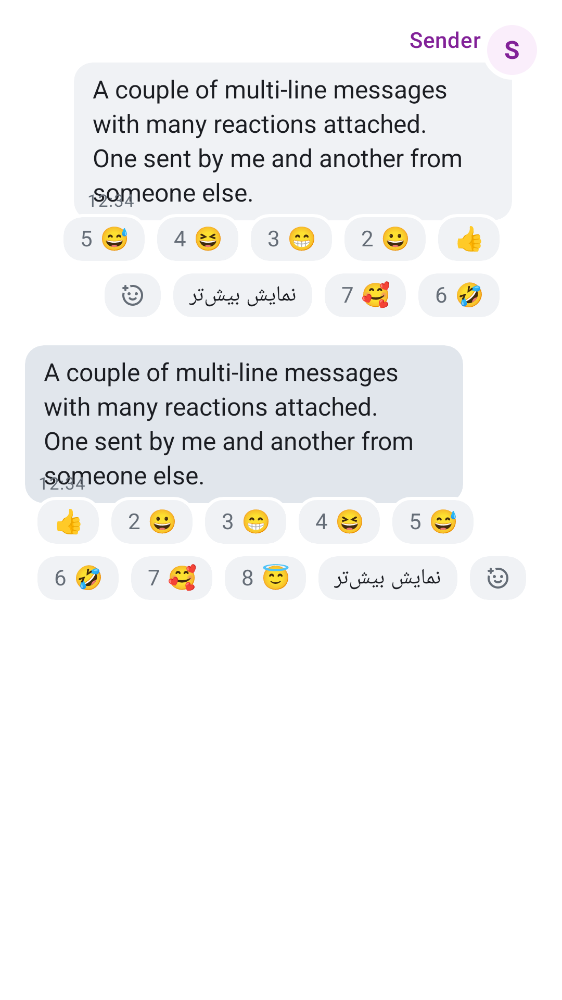 Sender
S
A couple of multi-line messages
with many reactions attached.
One sent by me and another from
someone else.
12:34
👍 2 😀 3 😁 4 😆 5 😅
6 🤣 7 🥰 نمایش بیش‌تر
A couple of multi-line messages
with many reactions attached.
One sent by me and another from
someone else.
12:34
👍 2 😀 3 😁 4 😆 5 😅
6 🤣 7 🥰 8 😇 نمایش بیش‌تر